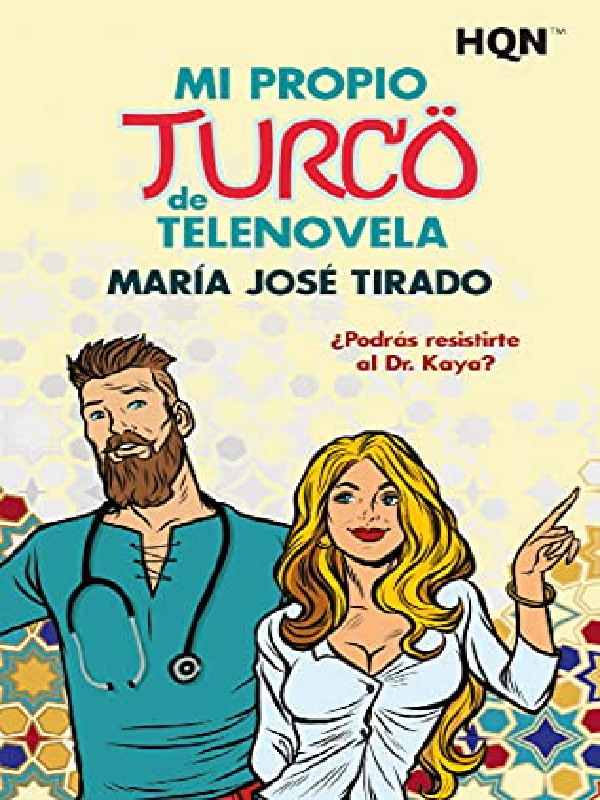 HQN™
MI PROPIO
TURCÖ
de
TELENOVELA
MARÍA JOSÉ TIRADO
¿Podrás resistirte
al Dr. Kaya?